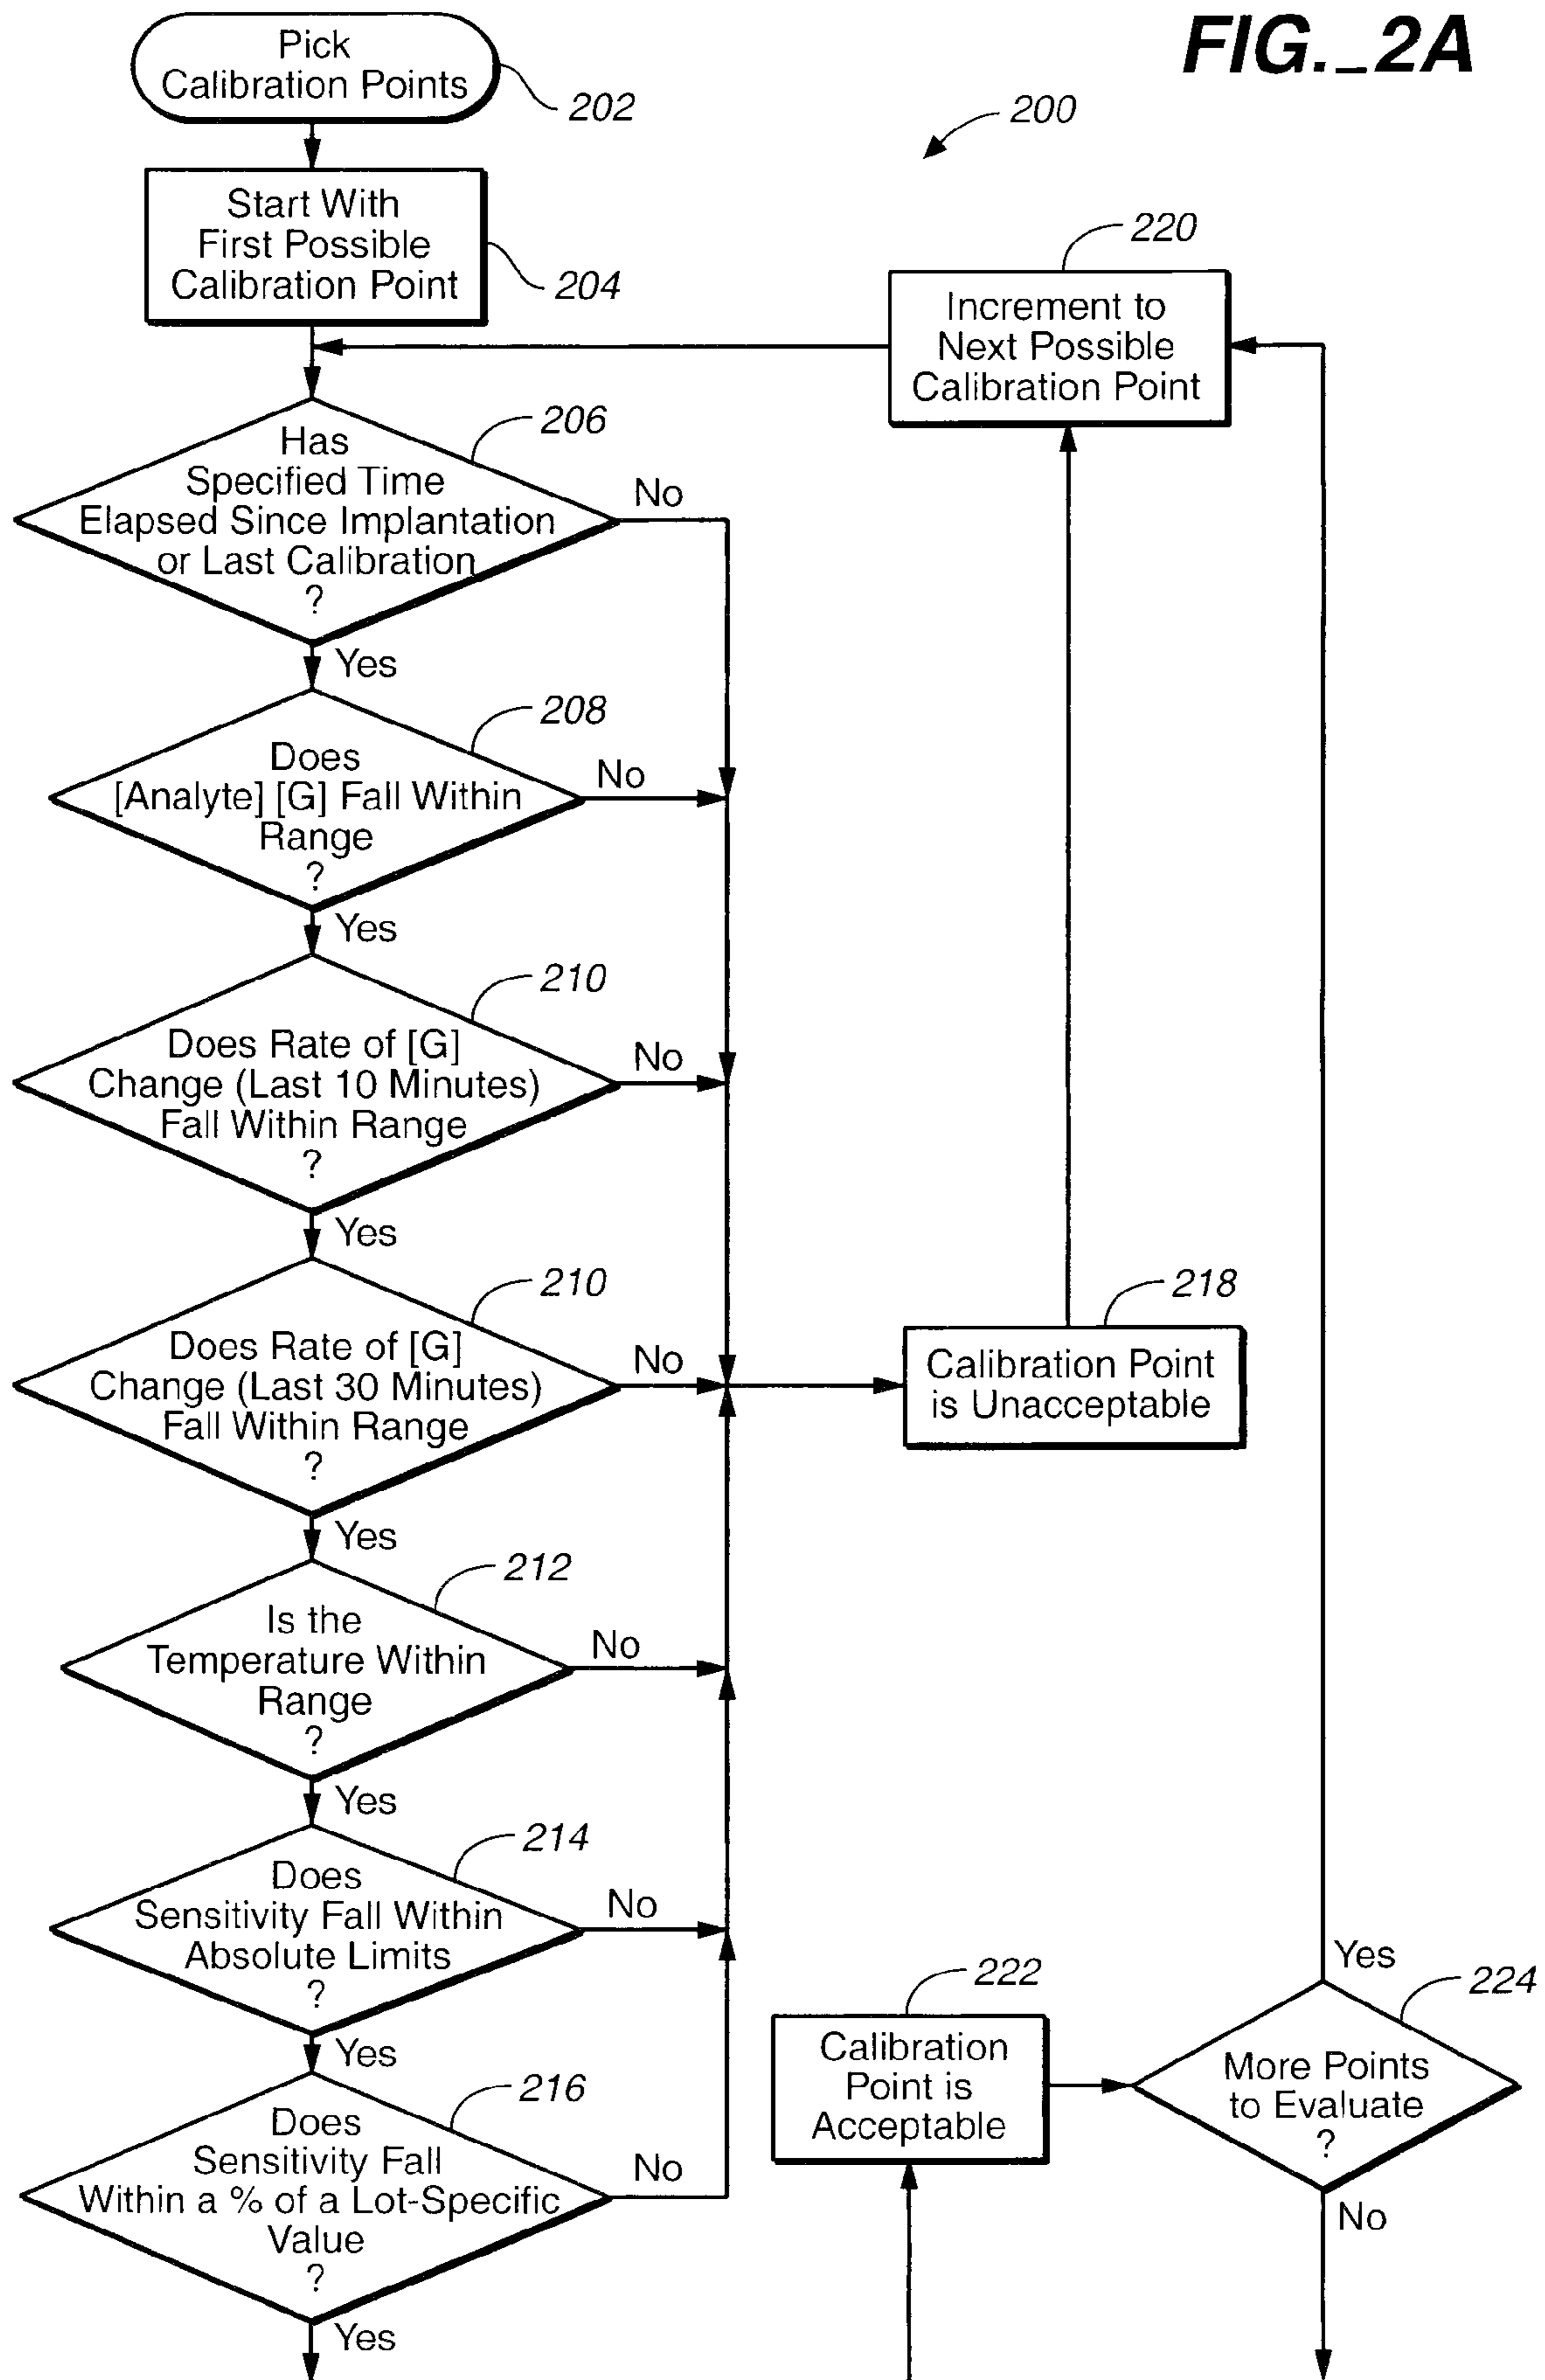 FIG._2A
Pick
Calibration Points
202
200
Start With
First Possible
Calibration Point
204
220
Increment to
Next Possible
Calibration Point
206
Has
Specified Time
Elapsed Since Implantation
or Last Calibration
?
No
Yes
208
Does
[Analyte] [G] Fall Within
Range
?
No
Yes
210
Does Rate of [G]
Change (Last 10 Minutes)
Fall Within Range
?
No
Yes
210
Does Rate of [G]
Change (Last 30 Minutes)
Fall Within Range
?
No
218
Calibration Point
is Unacceptable
Yes
212
Is the
Temperature Within
Range
?
No
Yes
214
Does
Sensitivity Fall Within
Absolute Limits
?
No
Yes
216
Does
Sensitivity Fall
Within a % of a Lot-Specific
Value
?
No
Yes
222
Calibration
Point is
Acceptable
Yes
224
More Points
to Evaluate
?
No